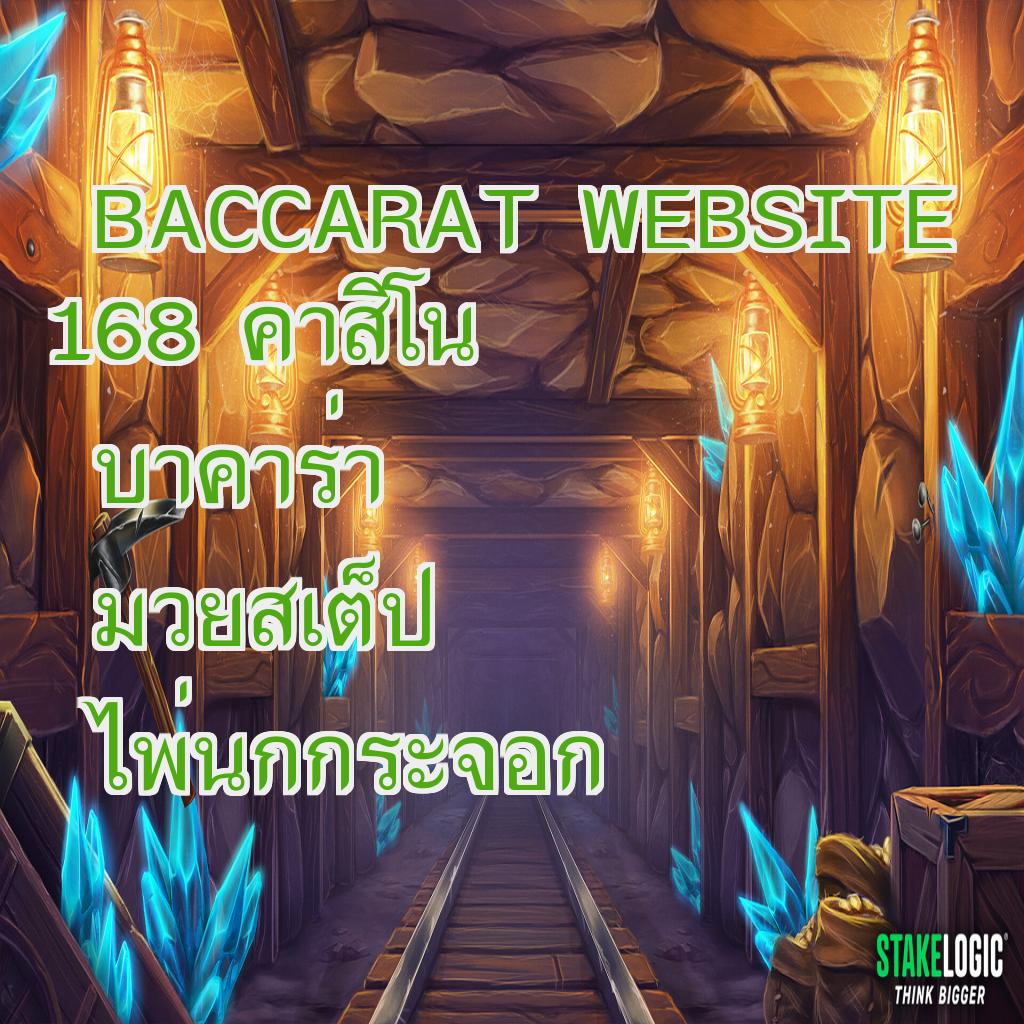 BACCARAT WEBSITE
168 คาสิโน
บาคาร่า
มวยสเต็ป
ไพ่นกกระจอก
STAKELOGIC
THINK BIGGER